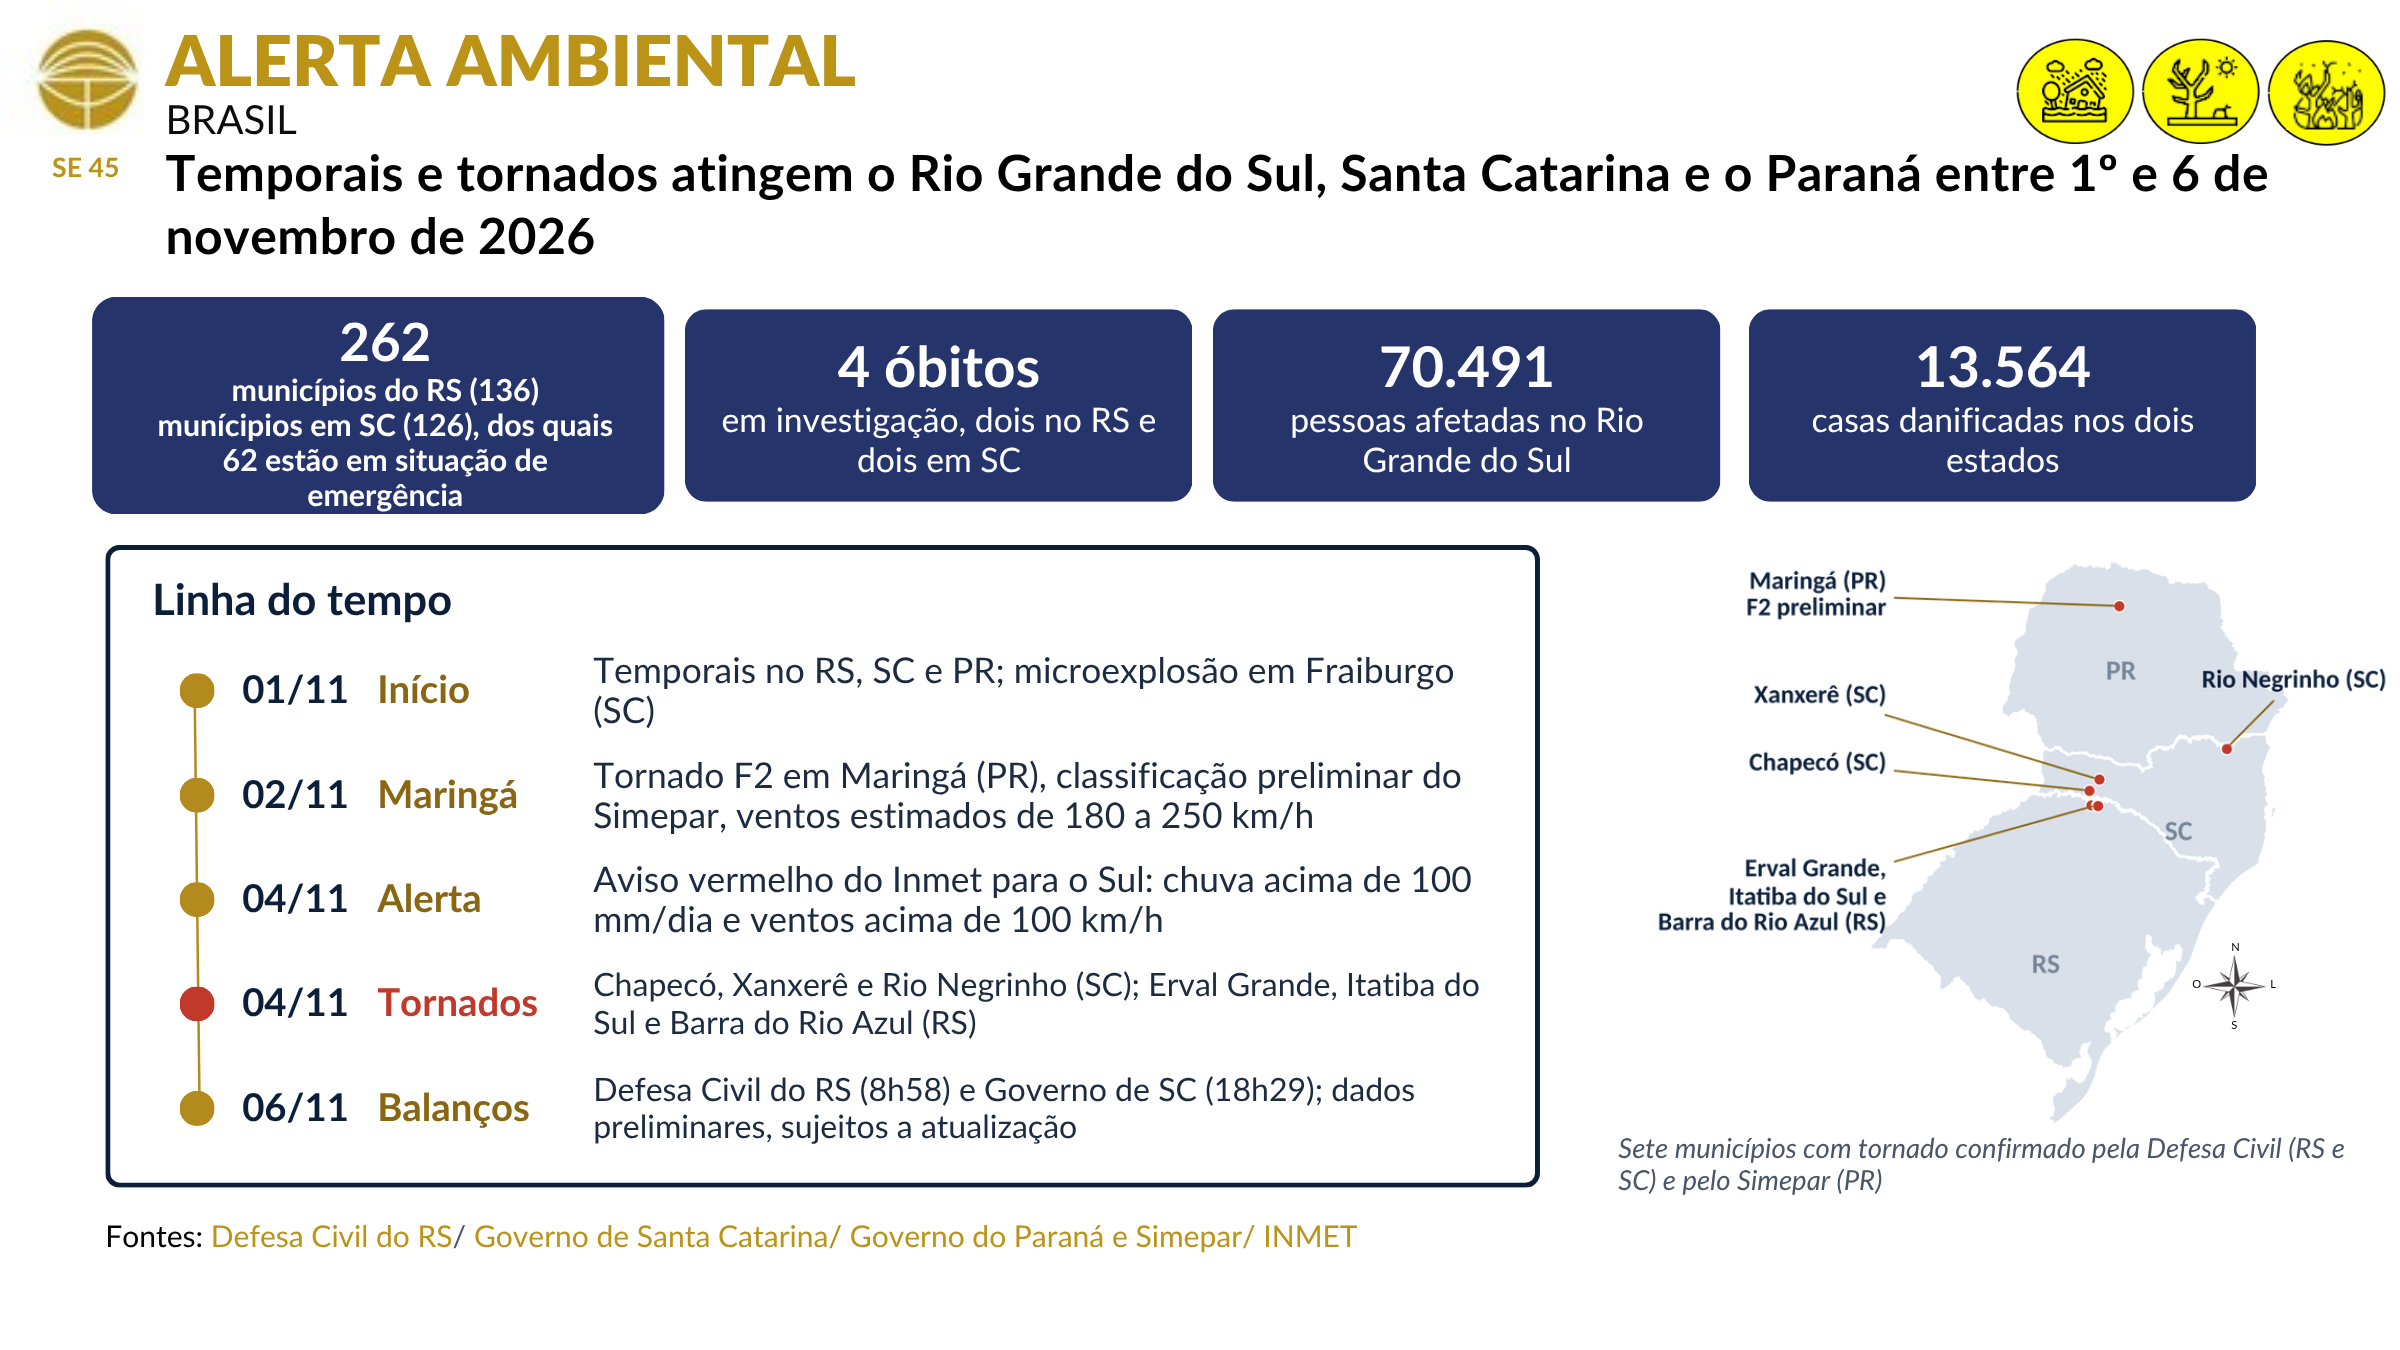 ALERTA AMBIENTAL
BRASIL
SE 45
Temporais e tornados atingem o Rio Grande do Sul, Santa Catarina e o Paraná entre 1º e 6 de
novembro de 2026
262
municípios do RS (136)
munícipios em SC (126), dos quais
62 estão em situação de
emergência
4 óbitos
em investigação, dois no RS e
dois em SC
70.491
pessoas afetadas no Rio
Grande do Sul
13.564
casas danificadas nos dois
estados
Linha do tempo
01/11 Início
Temporais no RS, SC e PR; microexplosão em Fraiburgo
(SC)
02/11 Maringá
Tornado F2 em Maringá (PR), classificação preliminar do
Simepar, ventos estimados de 180 a 250 km/h
04/11 Alerta
Aviso vermelho do Inmet para o Sul: chuva acima de 100
mm/dia e ventos acima de 100 km/h
04/11 Tornados
Chapecó, Xanxerê e Rio Negrinho (SC); Erval Grande, Itatiba do
Sul e Barra do Rio Azul (RS)
06/11 Balanços
Defesa Civil do RS (8h58) e Governo de SC (18h29); dados
preliminares, sujeitos a atualização
Maringá (PR)
F2 preliminar
PR
Rio Negrinho (SC)
Xanxerê (SC)
Chapecó (SC)
SC
Erval Grande,
Itatiba do Sul e
Barra do Rio Azul (RS)
RS
N
O L
S
Sete municípios com tornado confirmado pela Defesa Civil (RS e
SC) e pelo Simepar (PR)
Fontes: Defesa Civil do RS/ Governo de Santa Catarina/ Governo do Paraná e Simepar/ INMET